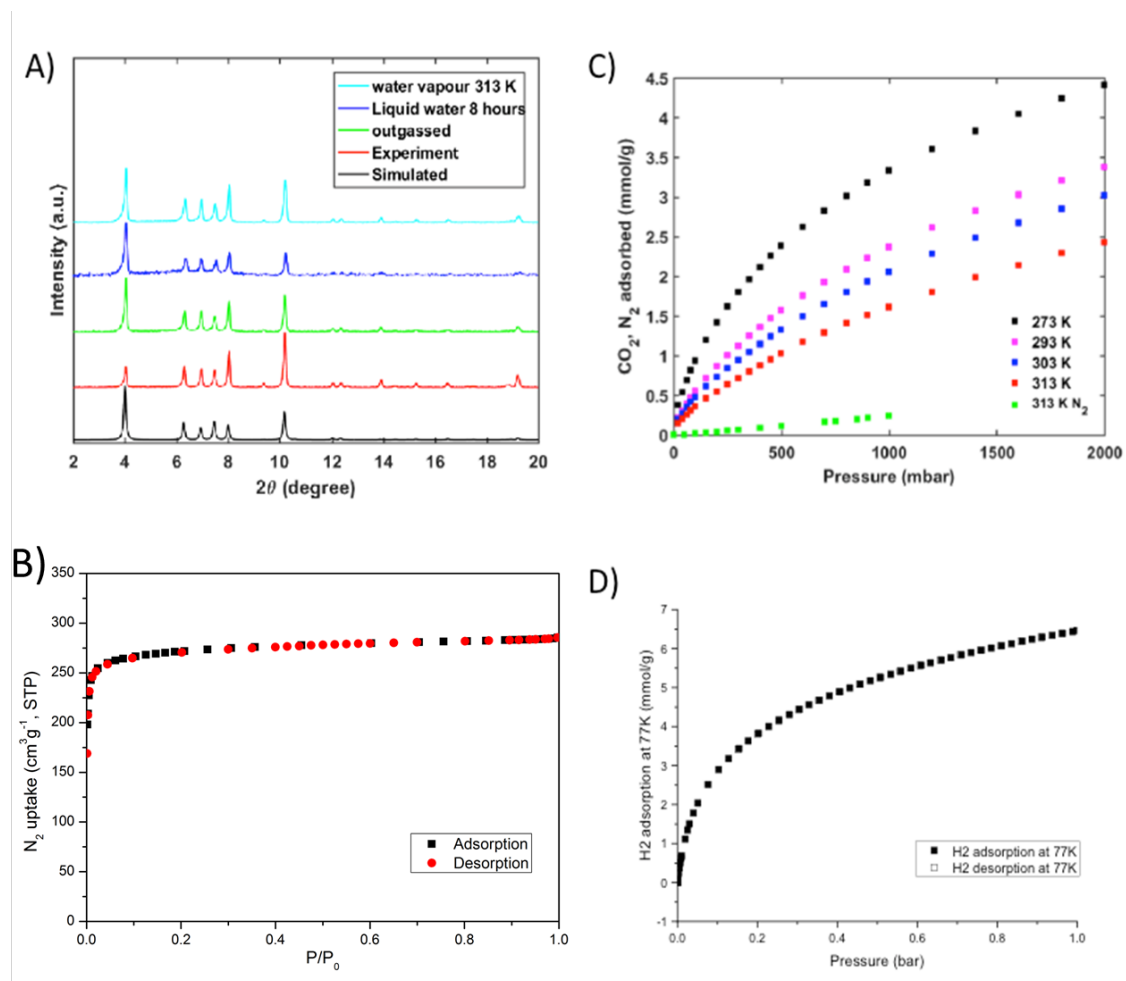 A)
Intensity (a.u.)
water vapour 313 K
Liquid water 8 hours
outgassed
Experiment
Simulated
2 4 6 8 10 12 14 16 18 20
2θ (degree)
C)
CO2, N2 adsorbed (mmol/g)
4.5
4
3.5
3
2.5
2
1.5
1
0.5
0
273 K
293 K
303 K
313 K
313 K N2
0 500 1000 1500 2000
Pressure (mbar)
B)
N2 uptake (cm3g-1, STP)
350
300
250
200
150
100
50
0
Adsorption
Desorption
0.0 0.2 0.4 0.6 0.8 1.0
P/P0
D)
H2 adsorption at 77K (mmol/g)
7
6
5
4
3
2
1
0
-1
H2 adsorption at 77K
H2 desorption at 77K
0.0 0.2 0.4 0.6 0.8 1.0
Pressure (bar)